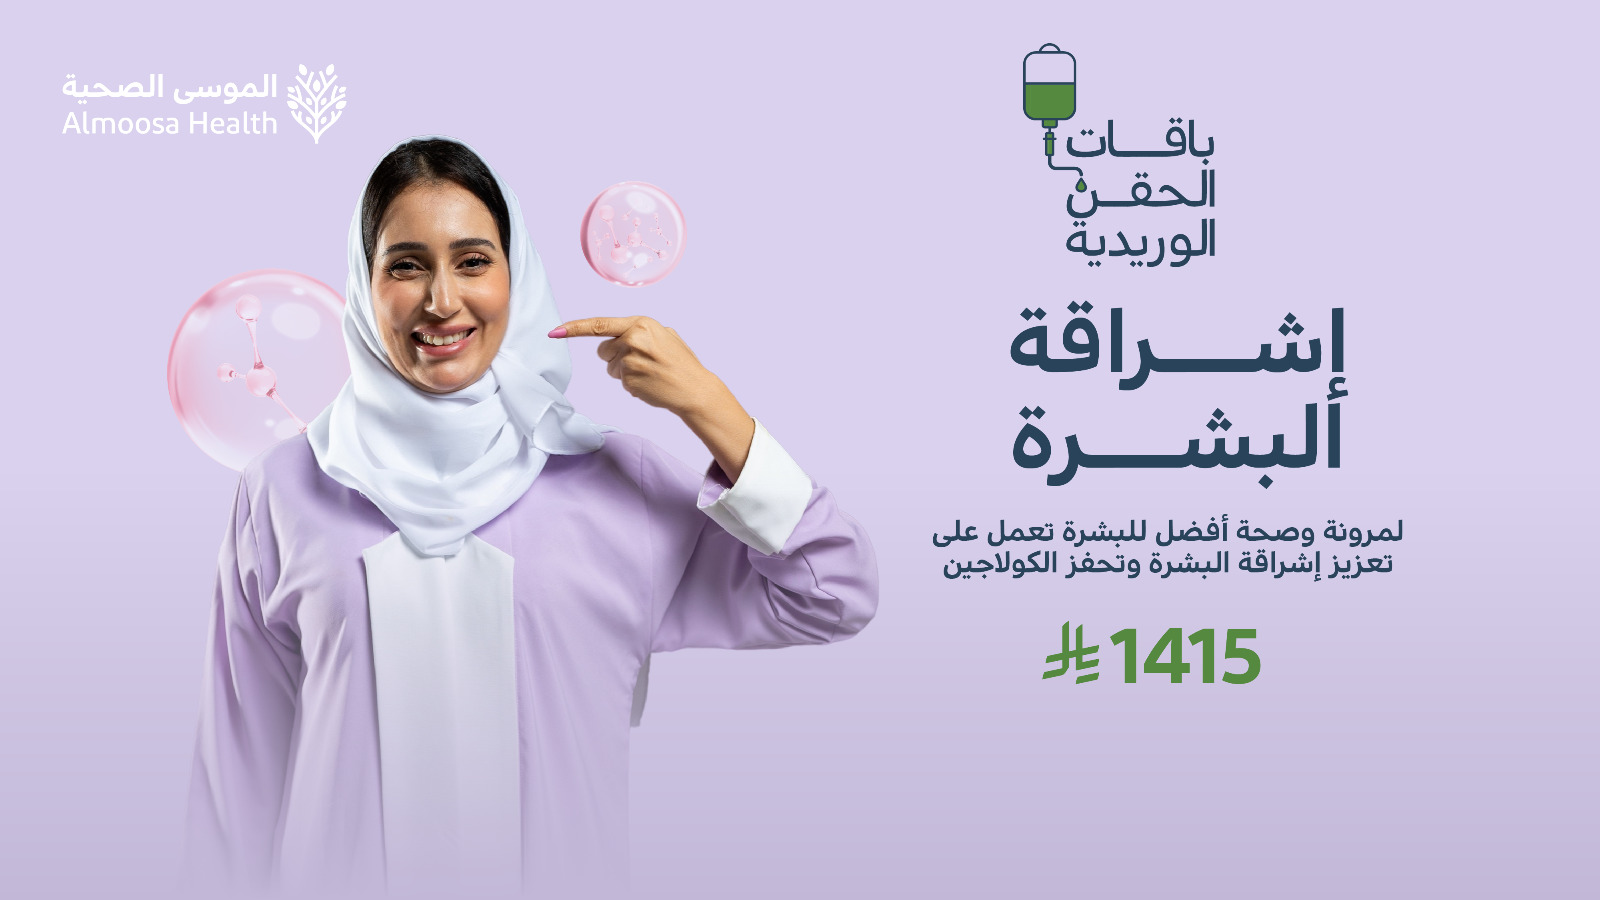 الموسى الصحية
Almoosa Health
باقات
الحقن
الوريدية
إشراقة
البشرة
لمرونة وصحة أفضل للبشرة تعمل على
تعزيز إشراقة البشرة وتحفز الكولاجين
1415 ⃁